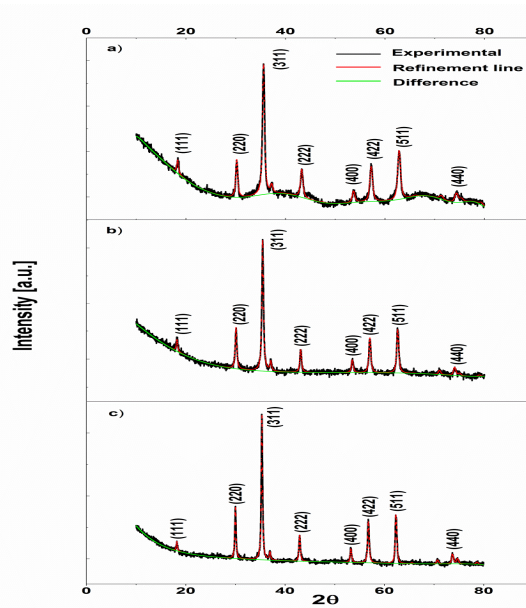 0 20 40 60 80
a)
Experimental
Refinement line
Difference
(111) (220) (311) (222) (400) (422) (511) (440)
b)
(111) (220) (311) (222) (400) (422) (511) (440)
c)
(111) (220) (311) (222) (400) (422) (511) (440)
Intensity [a.u.]
0 20 40 60 80
2θ